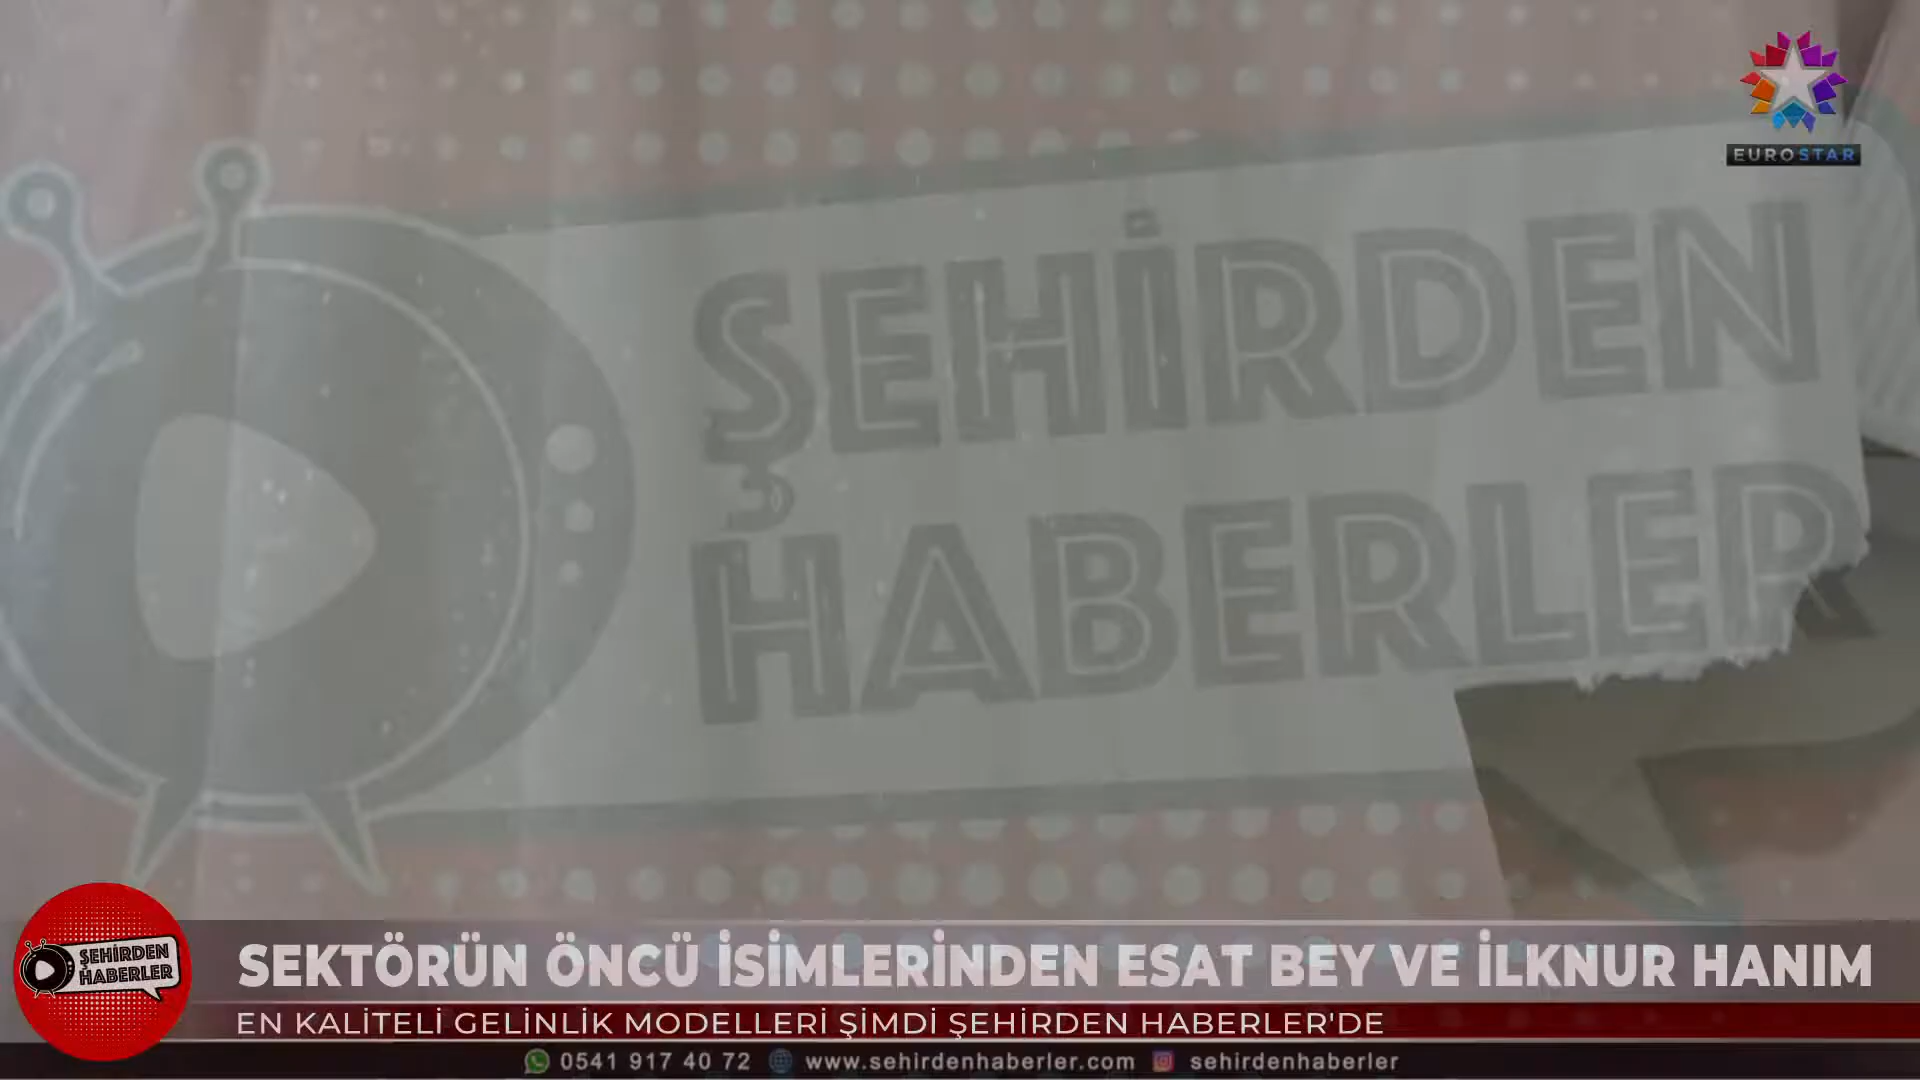 EUROSTAR
ŞEHİRDEN
HABERLER
ŞEHİRDEN
HABERLER
SEKTÖRÜN ÖNCÜ İSİMLERİNDEN ESAT BEY VE İLKNUR HANIM
EN KALİTELİ GELİNLİK MODELLERİ ŞİMDİ ŞEHİRDEN HABERLER'DE
0541 917 40 72 www.sehirdenhaberler.com sehirdenhaberler